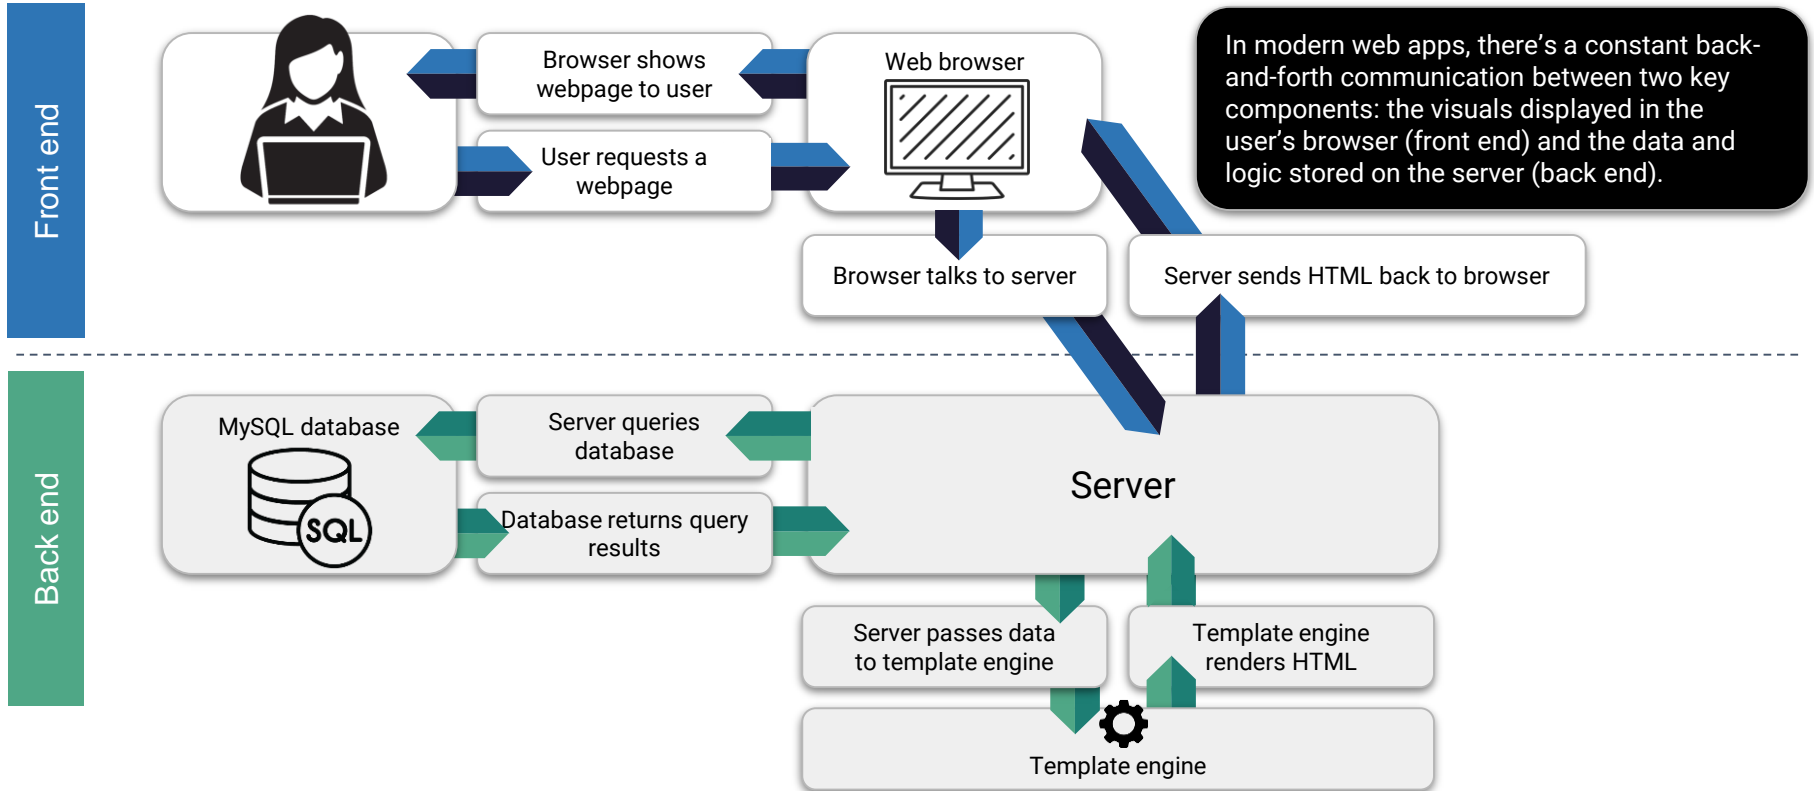 Front end
Browser shows
webpage to user
User requests a
webpage
Web browser
In modern web apps, there’s a constant back-
and-forth communication between two key
components: the visuals displayed in the
user’s browser (front end) and the data and
logic stored on the server (back end).
Browser talks to server
Server sends HTML back to browser
Back end
MySQL database
SQL
Server queries
database
Database returns query
results
Server
Server passes data
to template engine
Template engine
renders HTML
Template engine